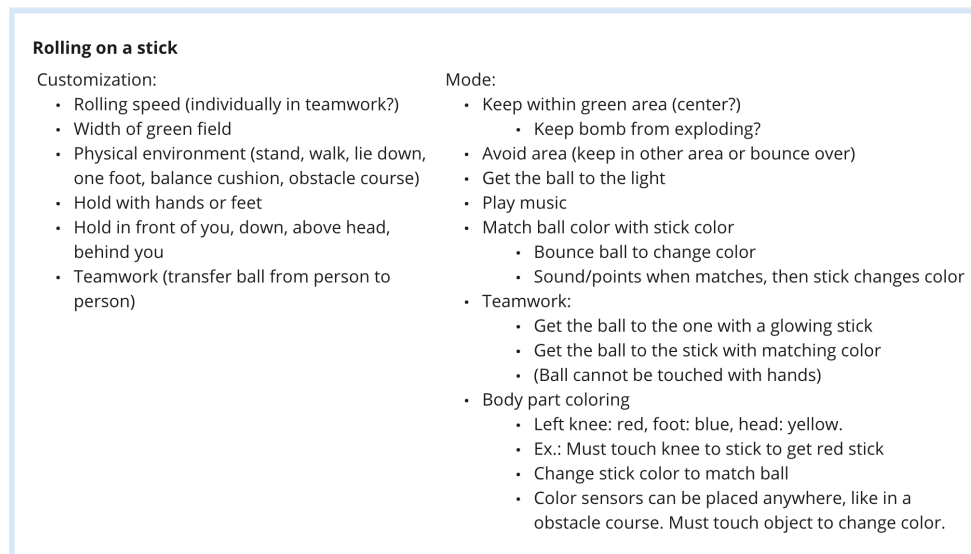 Rolling on a stick
Customization:
• Rolling speed (individually in teamwork?)
• Width of green field
• Physical environment (stand, walk, lie down,
one foot, balance cushion, obstacle course)
• Hold with hands or feet
• Hold in front of you, down, above head,
behind you
• Teamwork (transfer ball from person to
person)
Mode:
• Keep within green area (center?)
• Keep bomb from exploding?
• Avoid area (keep in other area or bounce over)
• Get the ball to the light
• Play music
• Match ball color with stick color
• Bounce ball to change color
• Sound/points when matches, then stick changes color
• Teamwork:
• Get the ball to the one with a glowing stick
• Get the ball to the stick with matching color
• (Ball cannot be touched with hands)
• Body part coloring
• Left knee: red, foot: blue, head: yellow.
• Ex.: Must touch knee to stick to get red stick
• Change stick color to match ball
• Color sensors can be placed anywhere, like in a
obstacle course. Must touch object to change color.